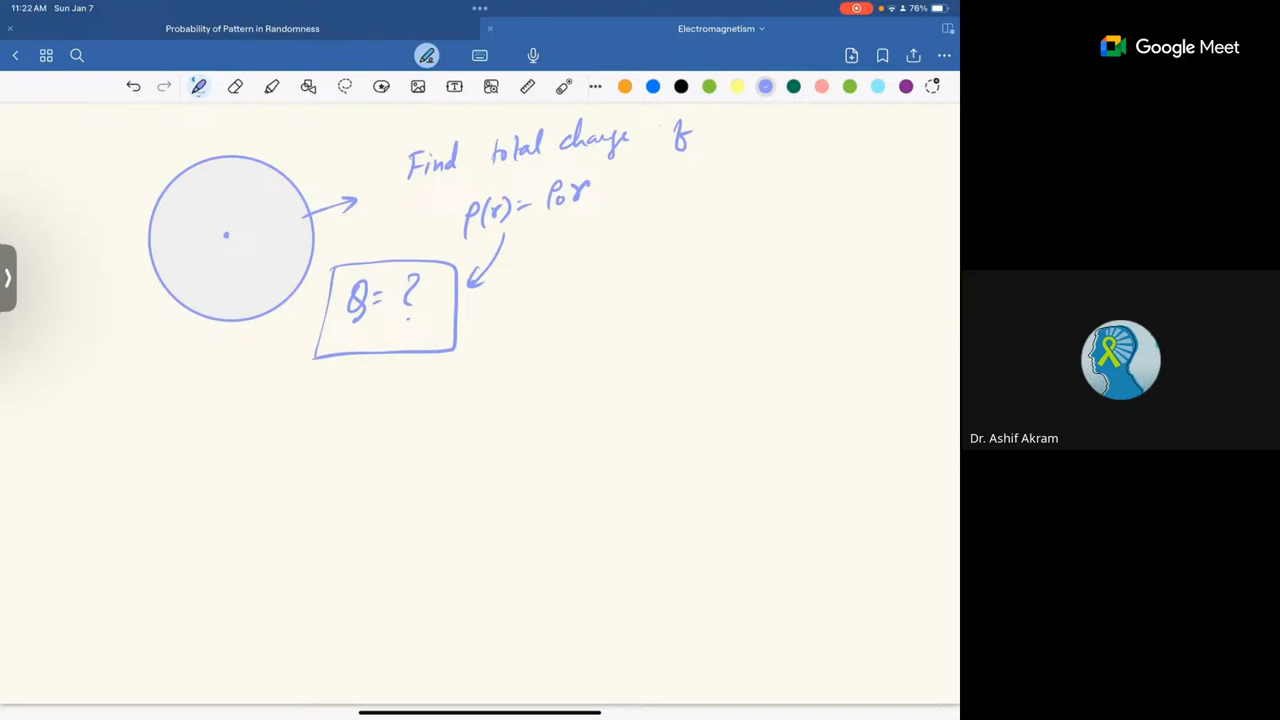 11:22 AM Sun Jan 7
76%
Probability of Pattern in Randomness
Electromagnetism
Google Meet
Find total charge if
ρ(r) = ρ₀r
Q = ?
Dr. Ashif Akram